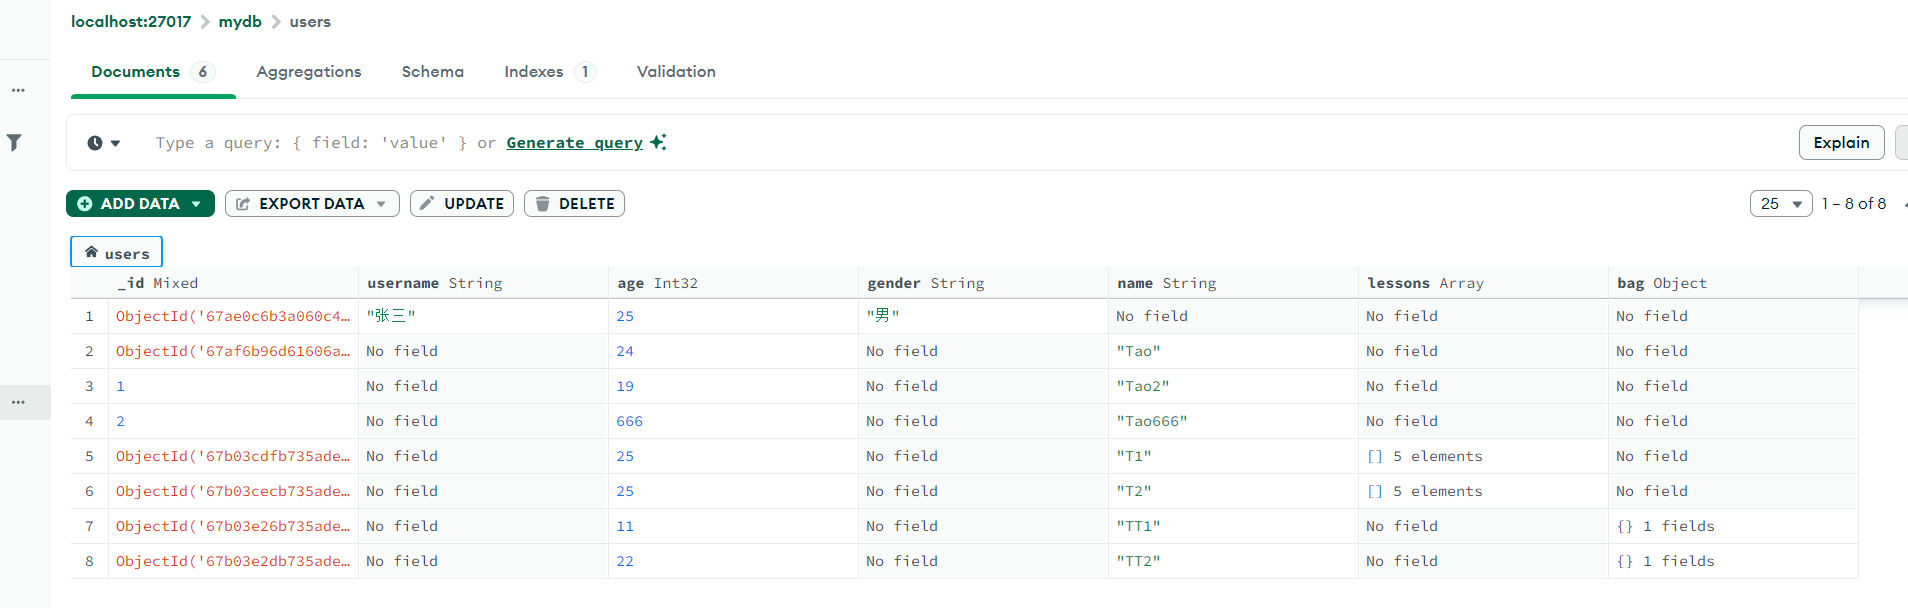 localhost:27017 > mydb > users
Documents 6 Aggregations Schema Indexes 1 Validation
Type a query: { field: 'value' } or Generate query
Explain
ADD DATA EXPORT DATA UPDATE DELETE 25 1 – 8 of 8
users
_id Mixed username String age Int32 gender String name String lessons Array bag Object
1 ObjectId('67ae0c6b3a060c4… "张三" 25 "男" No field No field No field
2 ObjectId('67af6b96d61606a… No field 24 No field "Tao" No field No field
3 1 No field 19 No field "Tao2" No field No field
4 2 No field 666 No field "Tao666" No field No field
5 ObjectId('67b03cdfb735ade… No field 25 No field "T1" [] 5 elements No field
6 ObjectId('67b03cecb735ade… No field 25 No field "T2" [] 5 elements No field
7 ObjectId('67b03e26b735ade… No field 11 No field "TT1" No field {} 1 fields
8 ObjectId('67b03e2db735ade… No field 22 No field "TT2" No field {} 1 fields